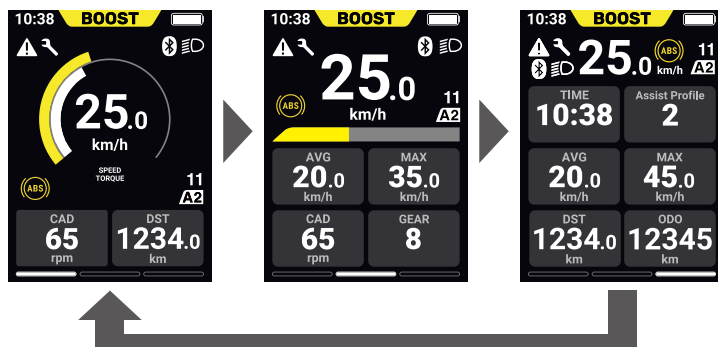 10:38 BOOST
25.0
km/h
SPEED
TORQUE
ABS
11
A2
CAD
65
rpm
DST
1234.0
km
10:38 BOOST
25.0
km/h
ABS
11
A2
AVG
20.0
km/h
MAX
35.0
km/h
CAD
65
rpm
GEAR
8
10:38 BOOST
25.0
km/h
ABS
11
A2
TIME
10:38
Assist Profile
2
AVG
20.0
km/h
MAX
45.0
km/h
DST
1234.0
km
ODO
12345
km